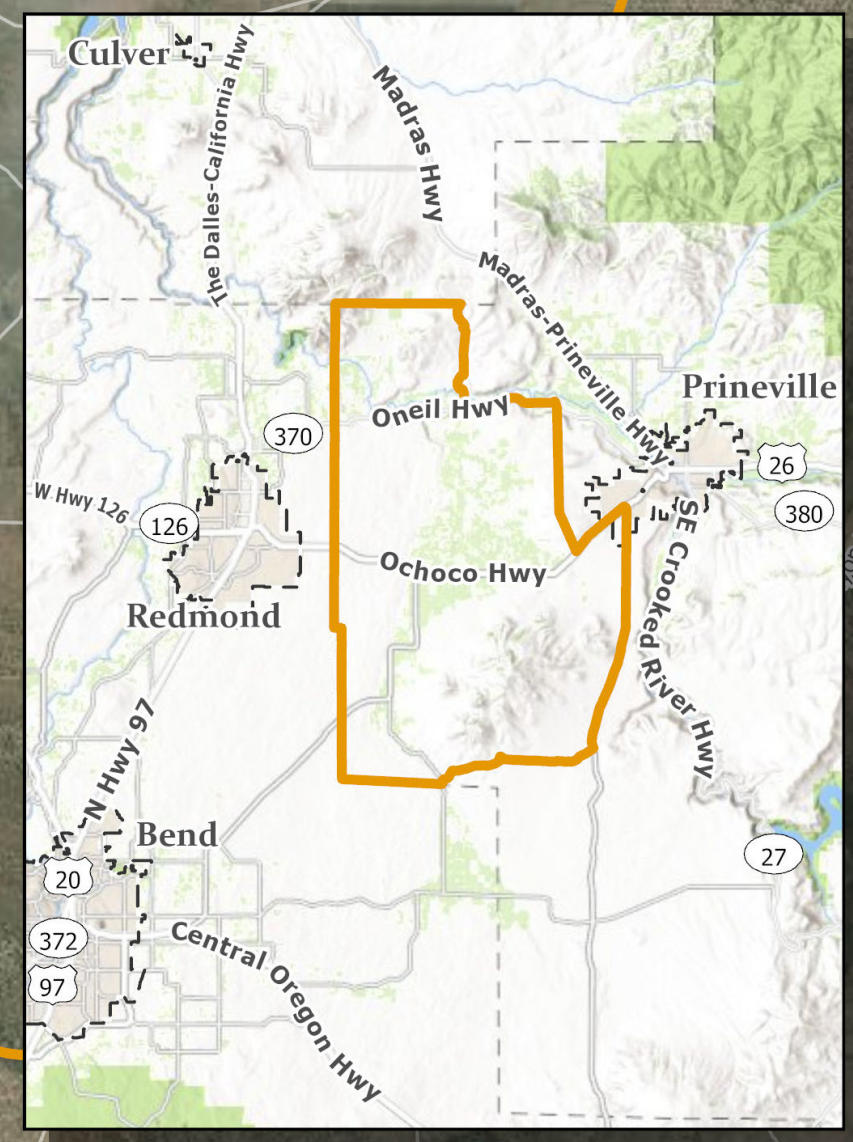 Culver
The Dalles-California Hwy
Madras Hwy
Madras-Prineville Hwy
Prineville
Oneil Hwy
370
26
W Hwy 126
126
380
SE Crooked River Hwy
Ochoco Hwy
Redmond
N Hwy 97
Bend
27
20
372
Central Oregon Hwy
97